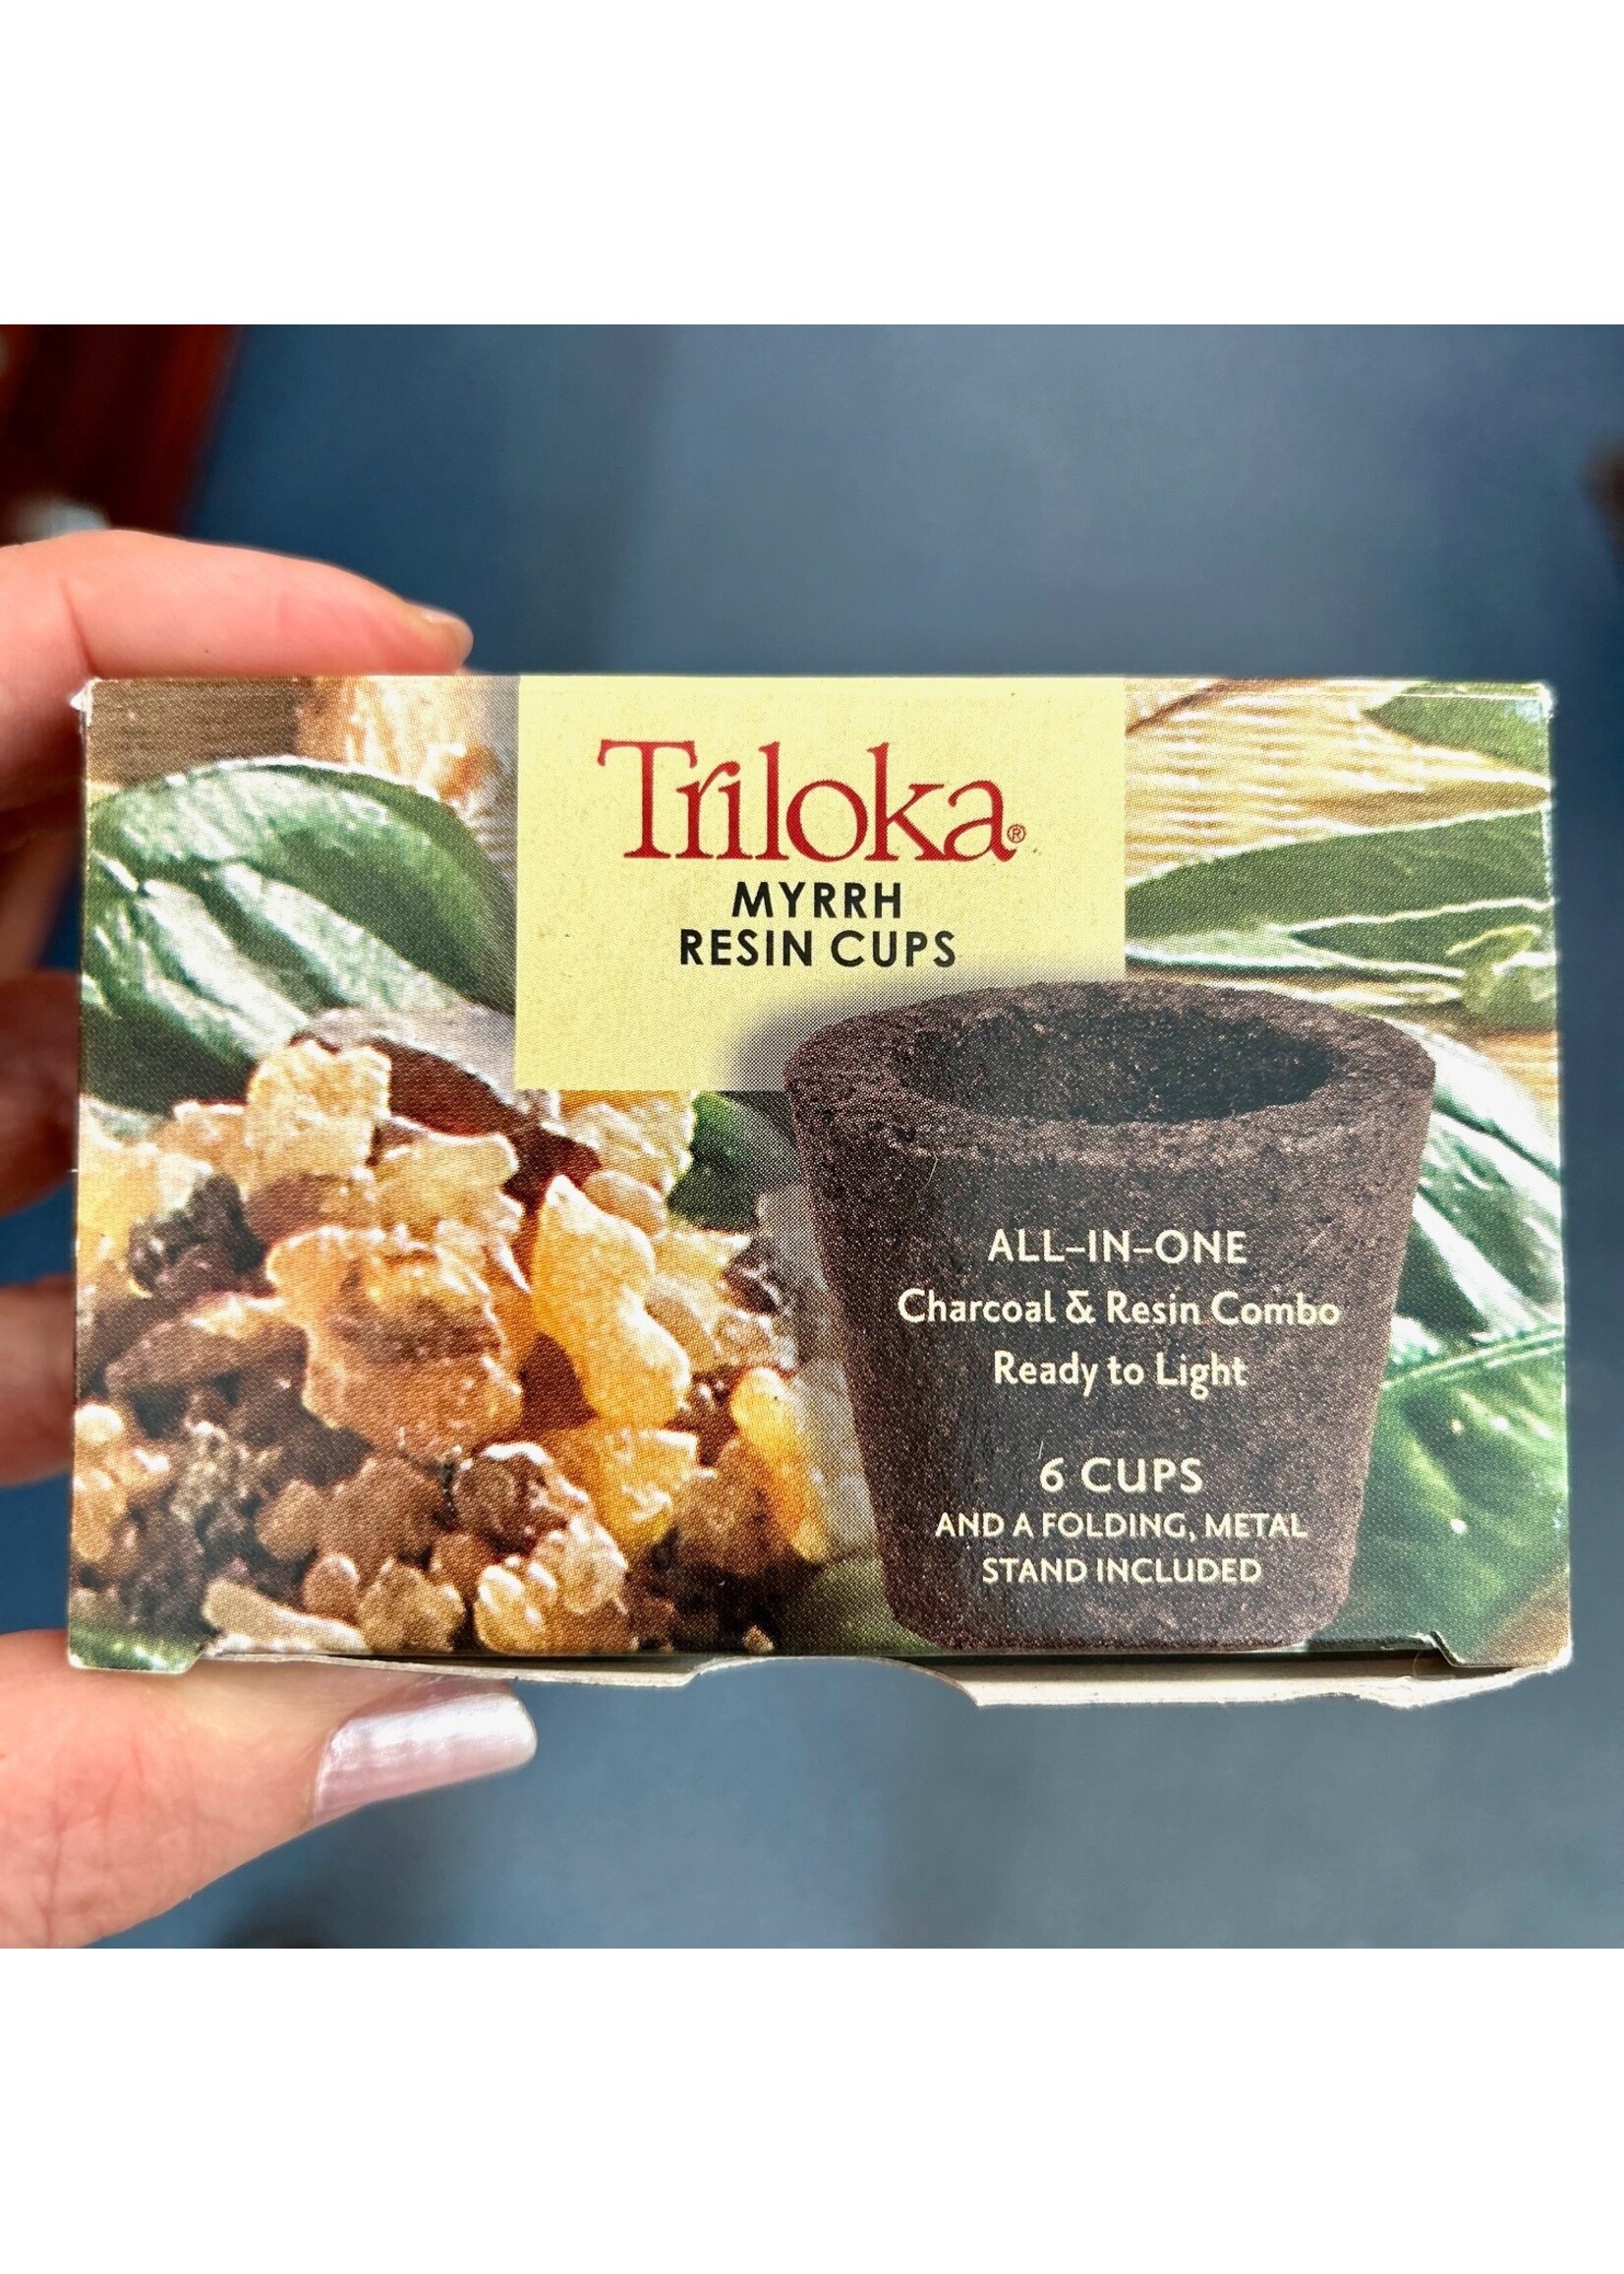 Triloka®
MYRRH
RESIN CUPS
ALL-IN-ONE
Charcoal & Resin Combo
Ready to Light
6 CUPS
AND A FOLDING, METAL
STAND INCLUDED